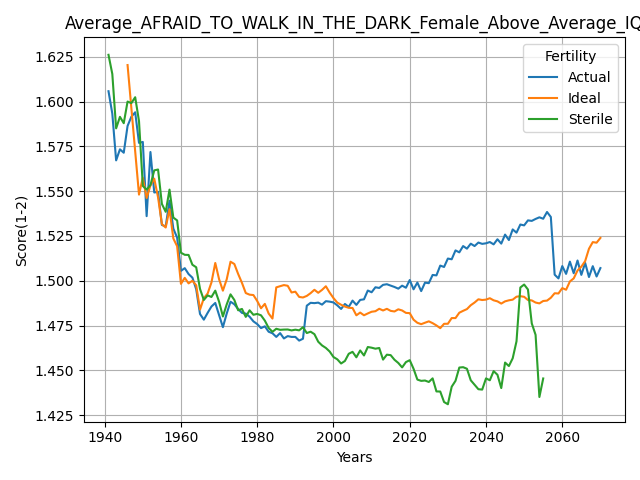 Average_AFRAID_TO_WALK_IN_THE_DARK_Female_Above_Average_IQ
Fertility
Actual
Ideal
Sterile
Score(1-2)
1.625
1.600
1.575
1.550
1.525
1.500
1.475
1.450
1.425
1940 1960 1980 2000 2020 2040 2060
Years